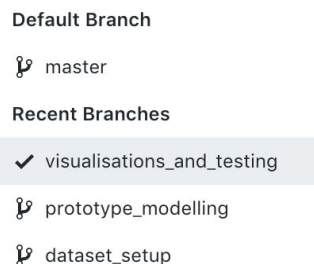 Default Branch
master
Recent Branches
visualisations_and_testing
prototype_modelling
dataset_setup